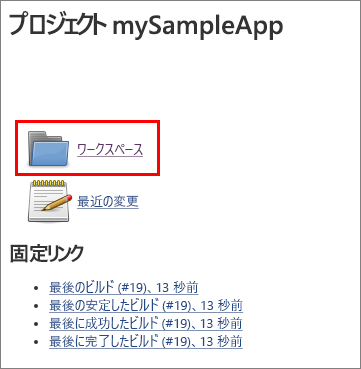 プロジェクト mySampleApp
ワークスペース
最近の変更
固定リンク
最後のビルド (#19)、13 秒前
最後の安定したビルド (#19)、13 秒前
最後に成功したビルド (#19)、13 秒前
最後に完了したビルド (#19)、13 秒前